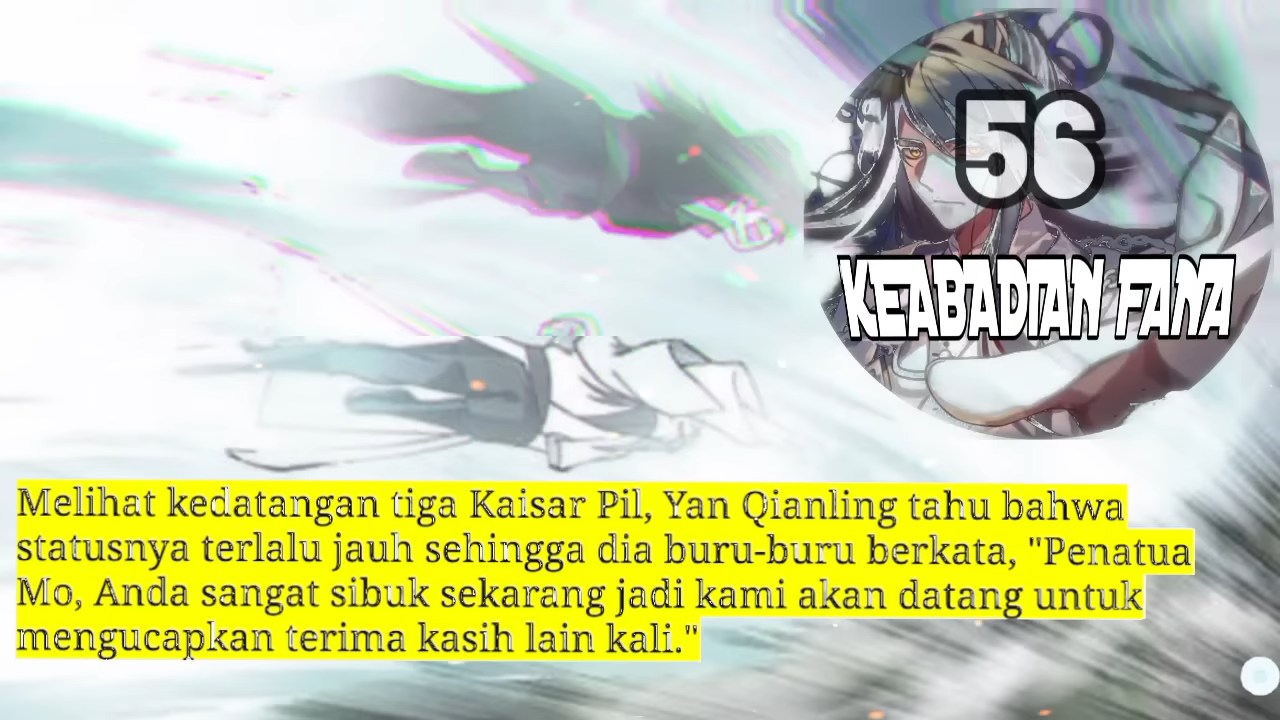 56
KEABADIAN FANA
Melihat kedatangan tiga Kaisar Pil, Yan Qianling tahu bahwa
statusnya terlalu jauh sehingga dia buru-buru berkata, "Penatua
Mo, Anda sangat sibuk sekarang jadi kami akan datang untuk
mengucapkan terima kasih lain kali."